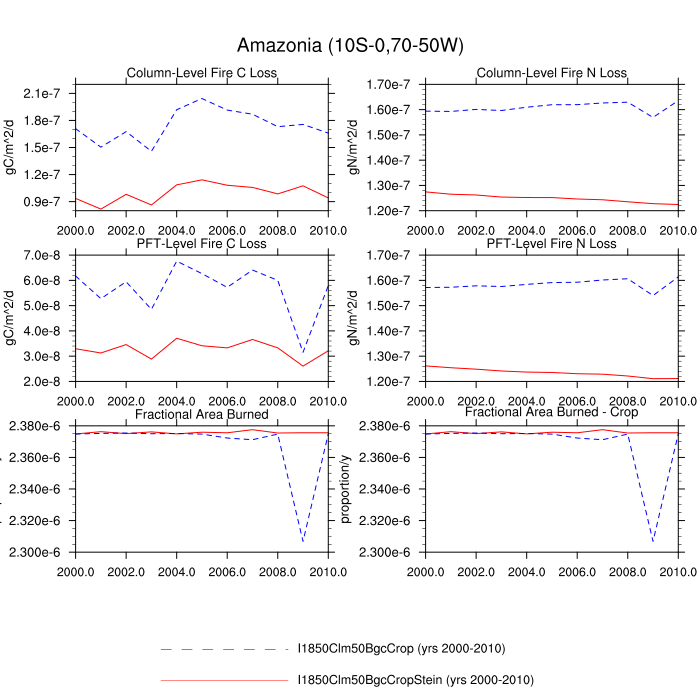 Amazonia (10S-0,70-50W)
Column-Level Fire C Loss
Column-Level Fire N Loss
gC/m^2/d
2.1e-7
1.8e-7
1.5e-7
1.2e-7
0.9e-7
2000.0 2002.0 2004.0 2006.0 2008.0 2010.0
gN/m^2/d
1.70e-7
1.60e-7
1.50e-7
1.40e-7
1.30e-7
1.20e-7
2000.0 2002.0 2004.0 2006.0 2008.0 2010.0
PFT-Level Fire C Loss
PFT-Level Fire N Loss
gC/m^2/d
7.0e-8
6.0e-8
5.0e-8
4.0e-8
3.0e-8
2.0e-8
2000.0 2002.0 2004.0 2006.0 2008.0 2010.0
gN/m^2/d
1.70e-7
1.60e-7
1.50e-7
1.40e-7
1.30e-7
1.20e-7
2000.0 2002.0 2004.0 2006.0 2008.0 2010.0
Fractional Area Burned
Fractional Area Burned - Crop
2.380e-6
2.360e-6
2.340e-6
2.320e-6
2.300e-6
2000.0 2002.0 2004.0 2006.0 2008.0 2010.0
proportion/y
2.380e-6
2.360e-6
2.340e-6
2.320e-6
2.300e-6
2000.0 2002.0 2004.0 2006.0 2008.0 2010.0
I1850Clm50BgcCrop (yrs 2000-2010)
I1850Clm50BgcCropStein (yrs 2000-2010)